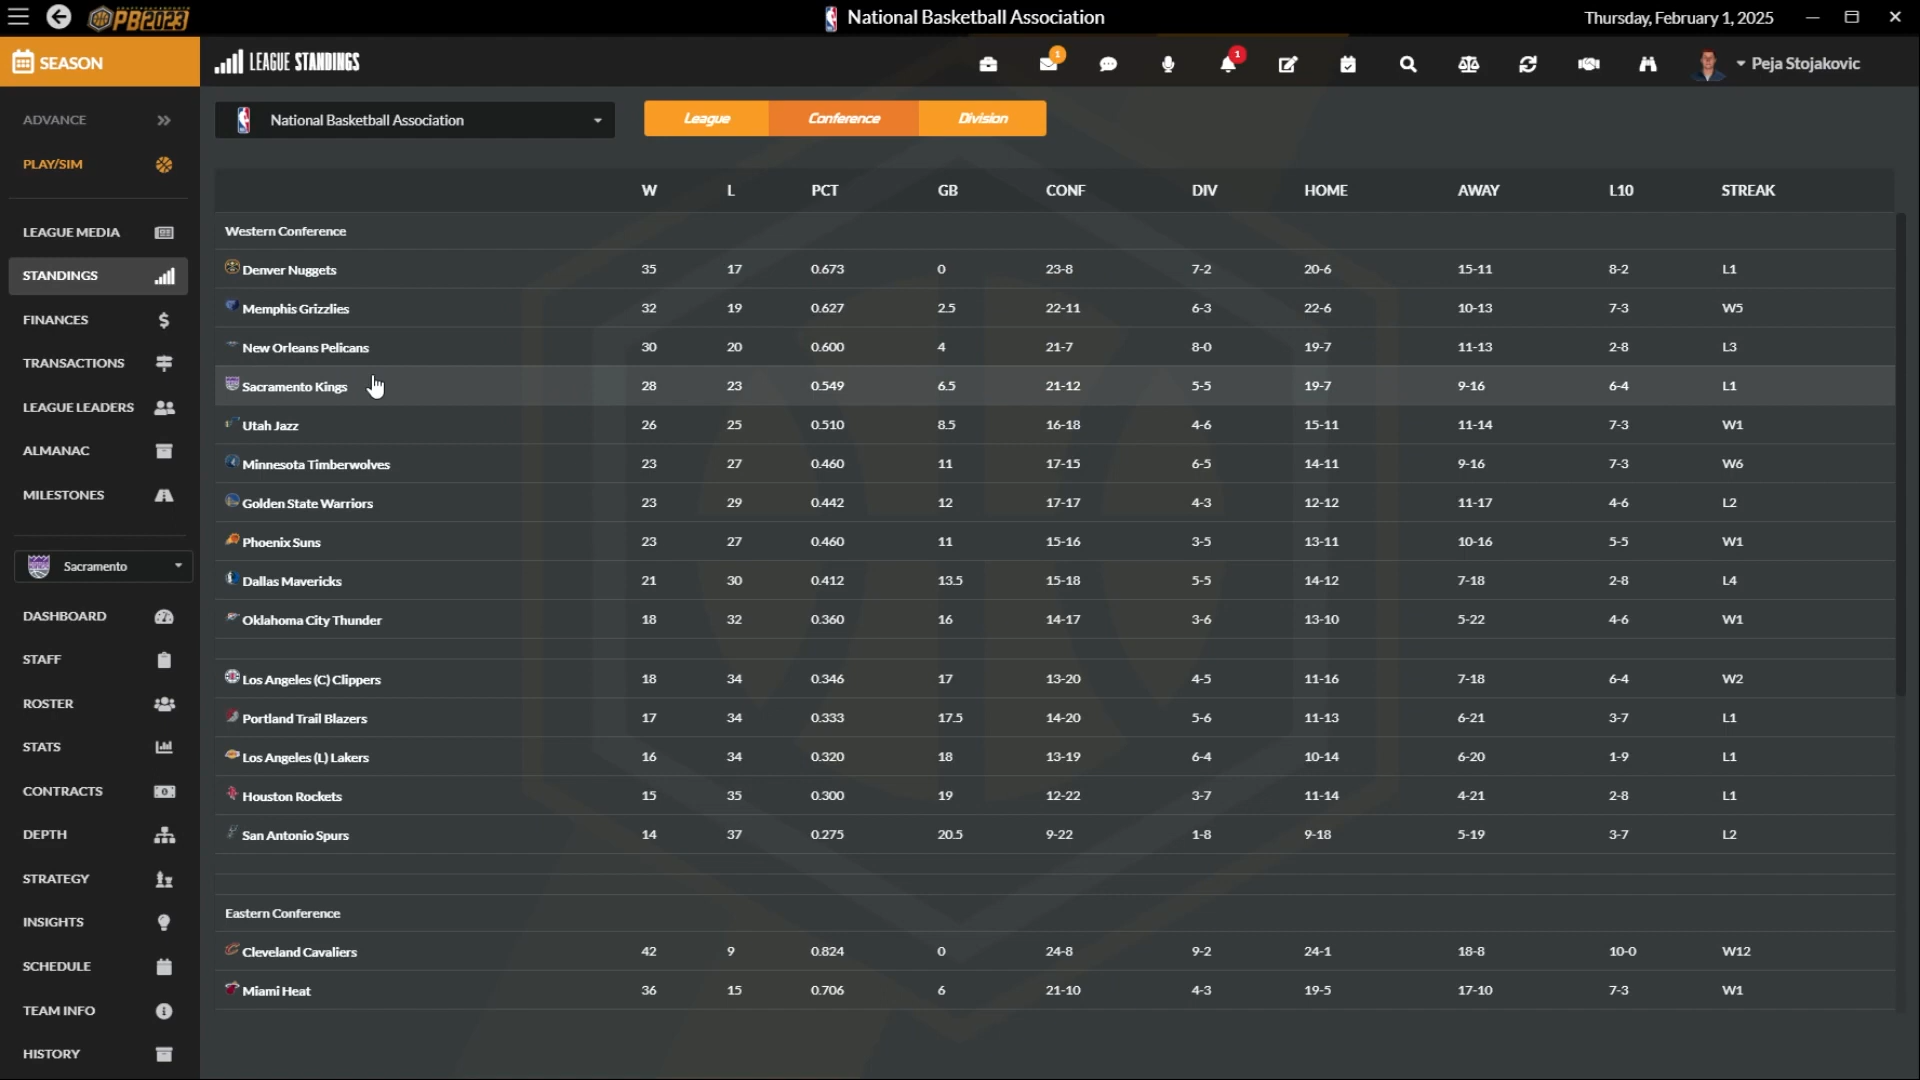 PB2023
National Basketball Association
Thursday, February 1, 2025
SEASON
LEAGUE STANDINGS
1
1
Peja Stojakovic
ADVANCE
National Basketball Association
League Conference Division
PLAY/SIM
W L PCT GB CONF DIV HOME AWAY L10 STREAK
LEAGUE MEDIA
STANDINGS
FINANCES
TRANSACTIONS
LEAGUE LEADERS
ALMANAC
MILESTONES
Sacramento
DASHBOARD
STAFF
ROSTER
STATS
CONTRACTS
DEPTH
STRATEGY
INSIGHTS
SCHEDULE
TEAM INFO
HISTORY
Western Conference
Denver Nuggets 35 17 0.673 0 23-8 7-2 20-6 15-11 8-2 L1
Memphis Grizzlies 32 19 0.627 2.5 22-11 6-3 22-6 10-13 7-3 W5
New Orleans Pelicans 30 20 0.600 4 21-7 8-0 19-7 11-13 2-8 L3
Sacramento Kings 28 23 0.549 6.5 21-12 5-5 19-7 9-16 6-4 L1
Utah Jazz 26 25 0.510 8.5 16-18 4-6 15-11 11-14 7-3 W1
Minnesota Timberwolves 23 27 0.460 11 17-15 6-5 14-11 9-16 7-3 W6
Golden State Warriors 23 29 0.442 12 17-17 4-3 12-12 11-17 4-6 L2
Phoenix Suns 23 27 0.460 11 15-16 3-5 13-11 10-16 5-5 W1
Dallas Mavericks 21 30 0.412 13.5 15-18 5-5 14-12 7-18 2-8 L4
Oklahoma City Thunder 18 32 0.360 16 14-17 3-6 13-10 5-22 4-6 W1
Los Angeles (C) Clippers 18 34 0.346 17 13-20 4-5 11-16 7-18 6-4 W2
Portland Trail Blazers 17 34 0.333 17.5 14-20 5-6 11-13 6-21 3-7 L1
Los Angeles (L) Lakers 16 34 0.320 18 13-19 6-4 10-14 6-20 1-9 L1
Houston Rockets 15 35 0.300 19 12-22 3-7 11-14 4-21 2-8 L1
San Antonio Spurs 14 37 0.275 20.5 9-22 1-8 9-18 5-19 3-7 L2
Eastern Conference
Cleveland Cavaliers 42 9 0.824 0 24-8 9-2 24-1 18-8 10-0 W12
Miami Heat 36 15 0.706 6 21-10 4-3 19-5 17-10 7-3 W1